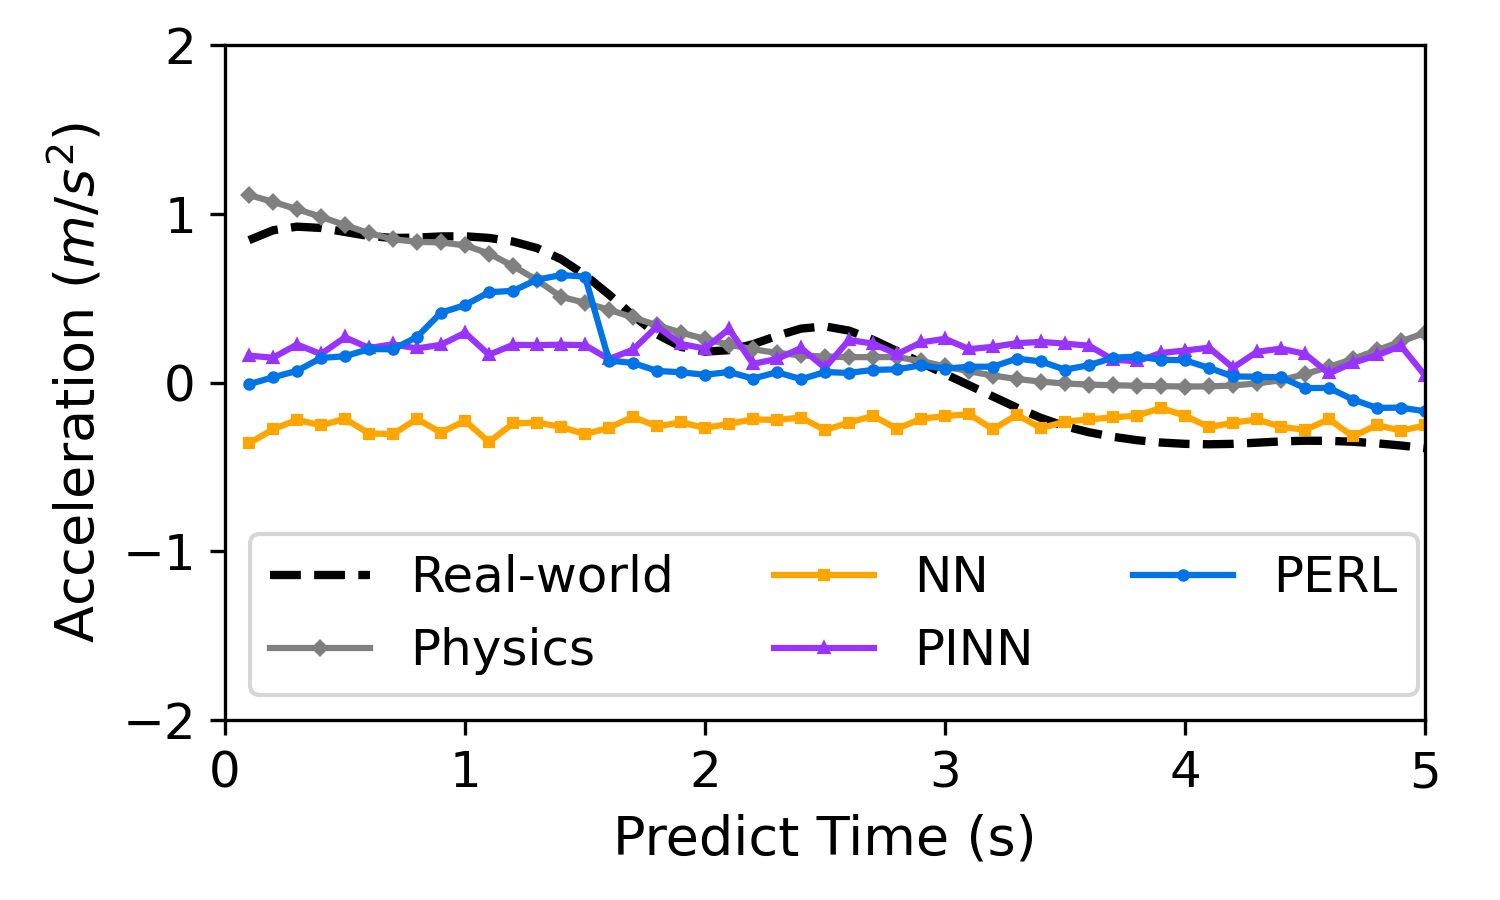 2
1
0
−1
−2
Acceleration (m/s²)
Real-world
Physics
NN
PINN
PERL
0 1 2 3 4 5
Predict Time (s)